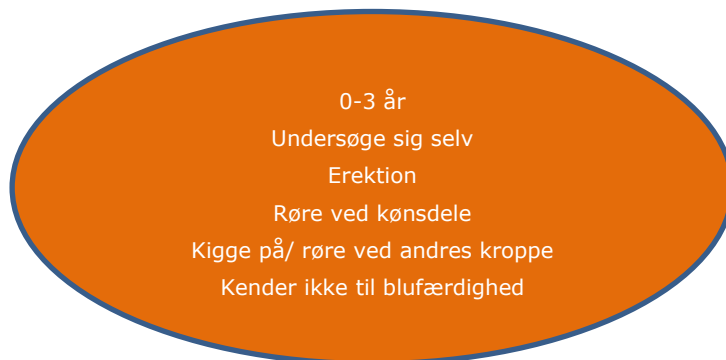 0-3 år
Undersøge sig selv
Erektion
Røre ved kønsdele
Kigge på/ røre ved andres kroppe
Kender ikke til blufærdighed